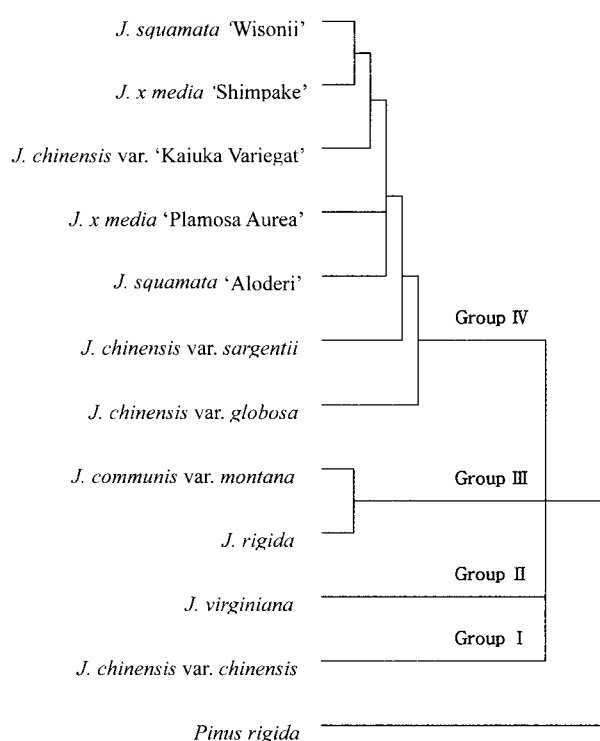 J. squamata ‘Wisonii’
J. x media ‘Shimpake’
J. chinensis var. ‘Kaiuka Variegat’
J. x media ‘Plamosa Aurea’
J. squamata ‘Aloderi’
Group Ⅳ
J. chinensis var. sargentii
J. chinensis var. globosa
J. communis var. montana
Group Ⅲ
J. rigida
Group Ⅱ
J. virginiana
Group Ⅰ
J. chinensis var. chinensis
Pinus rigida